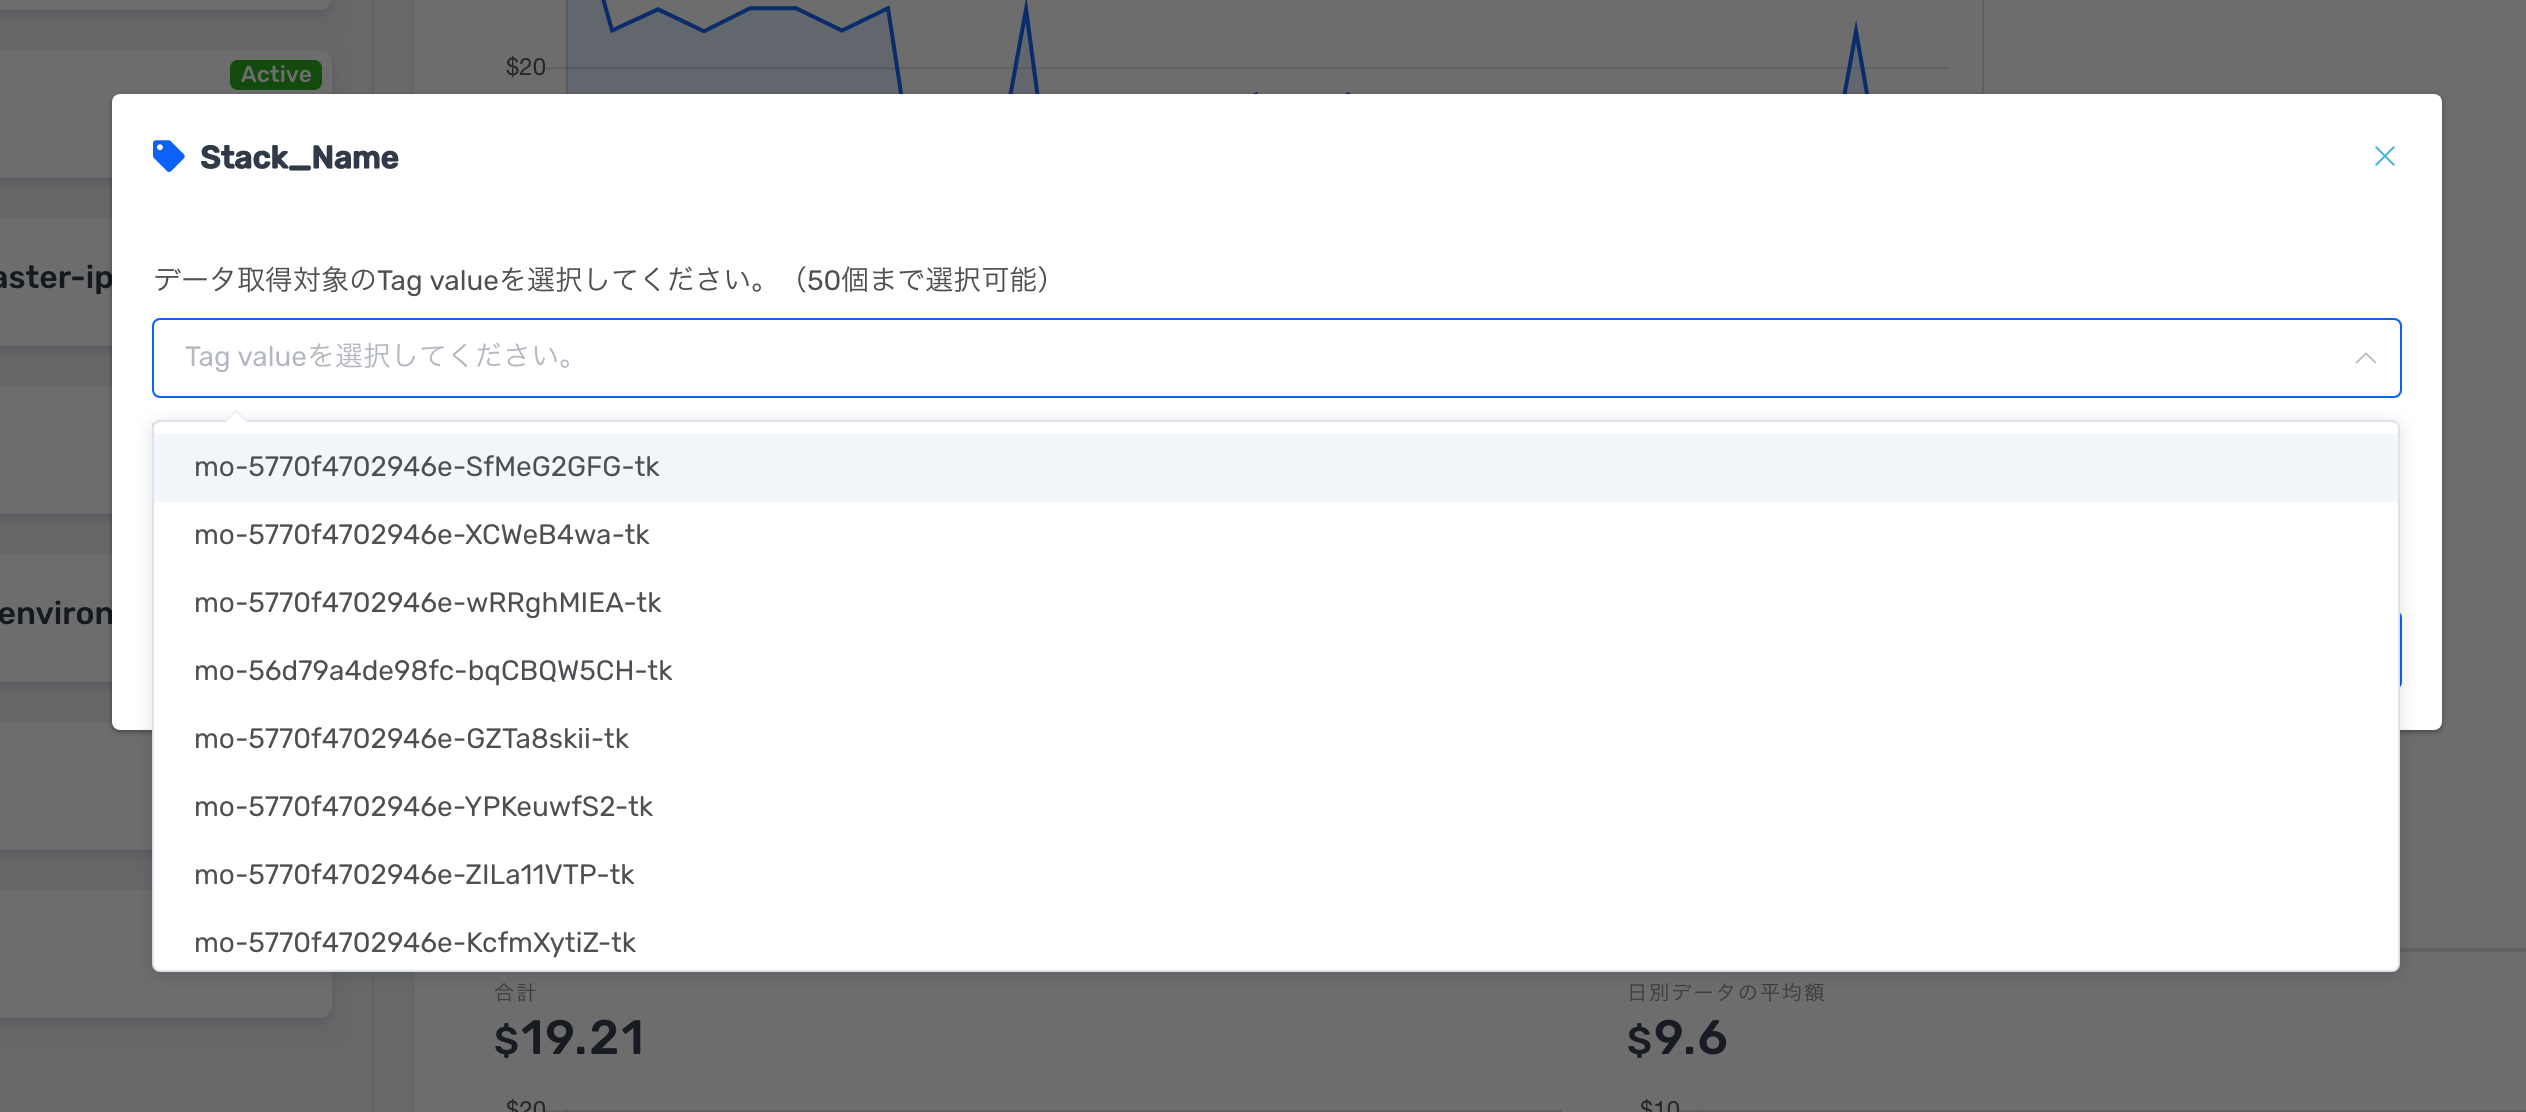 $20
Active
Stack_Name
aster-ip
データ取得対象のTag valueを選択してください。（50個まで選択可能）
Tag valueを選択してください。
mo-5770f4702946e-SfMeG2GFG-tk
mo-5770f4702946e-XCWeB4wa-tk
mo-5770f4702946e-wRRghMIEA-tk
environ
mo-56d79a4de98fc-bqCBQW5CH-tk
mo-5770f4702946e-GZTa8skii-tk
mo-5770f4702946e-YPKeuwfS2-tk
mo-5770f4702946e-ZILa11VTP-tk
mo-5770f4702946e-KcfmXytiZ-tk
合計
$19.21
日別データの平均額
$9.6
$20
$10